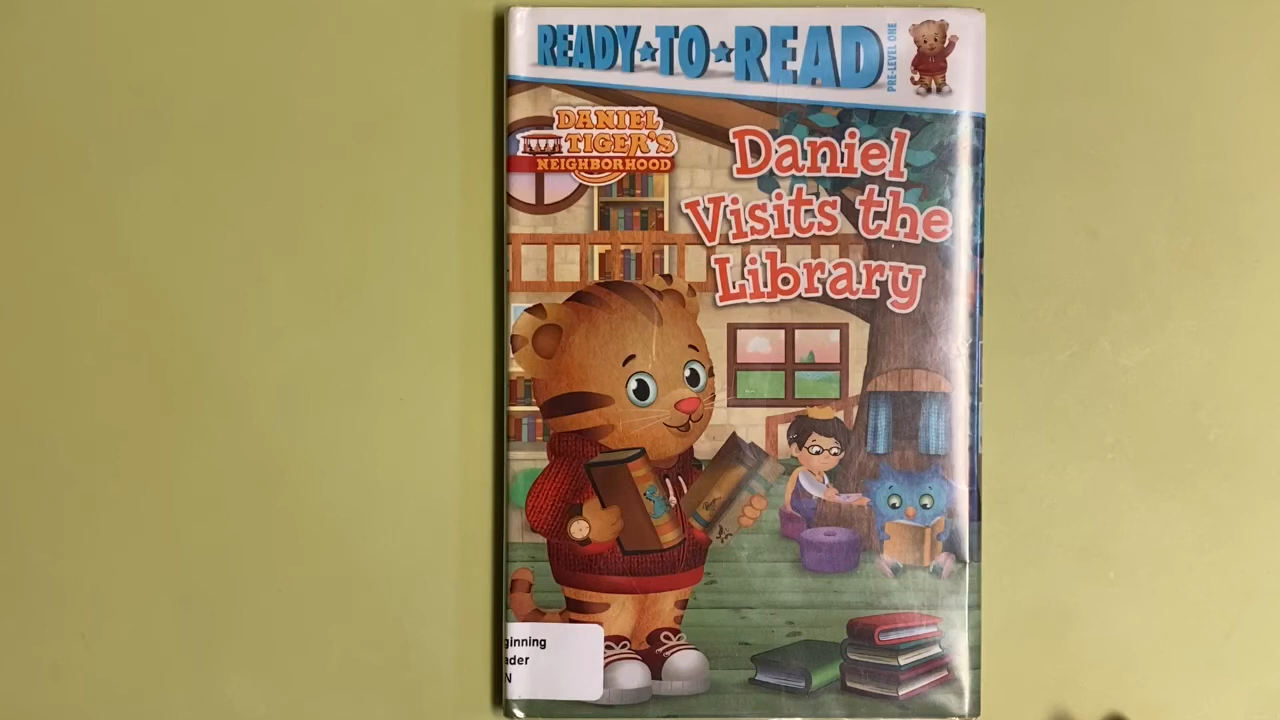 READY★TO★READ
PRE-LEVEL ONE
DANIEL
TIGER'S
NEIGHBORHOOD
Daniel
Visits the
Library
ginning
ader
N